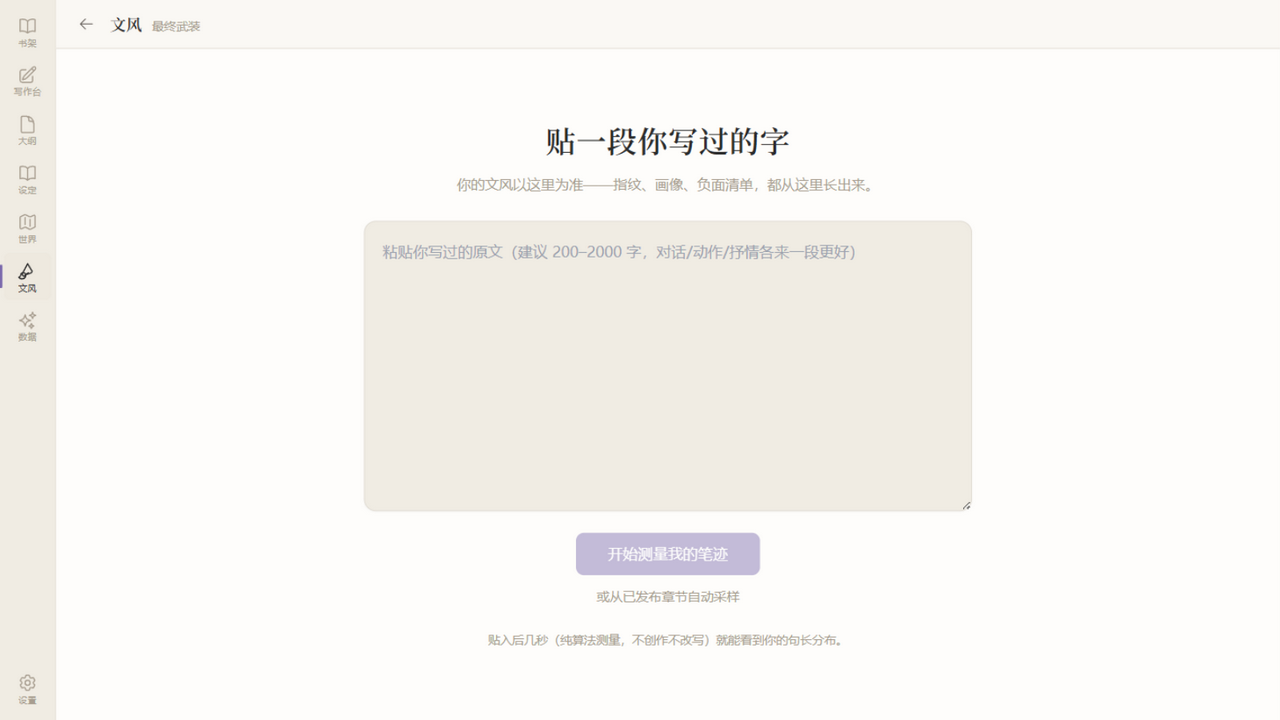 书架
写作台
大纲
设定
世界
文风
数据
设置
文风 最终武装
贴一段你写过的字
你的文风以这里为准——指纹、画像、负面清单，都从这里长出来。
粘贴你写过的原文（建议 200–2000 字，对话/动作/抒情各来一段更好）
开始测量我的笔迹
或从已发布章节自动采样
贴入后几秒（纯算法测量，不创作不改写）就能看到你的句长分布。